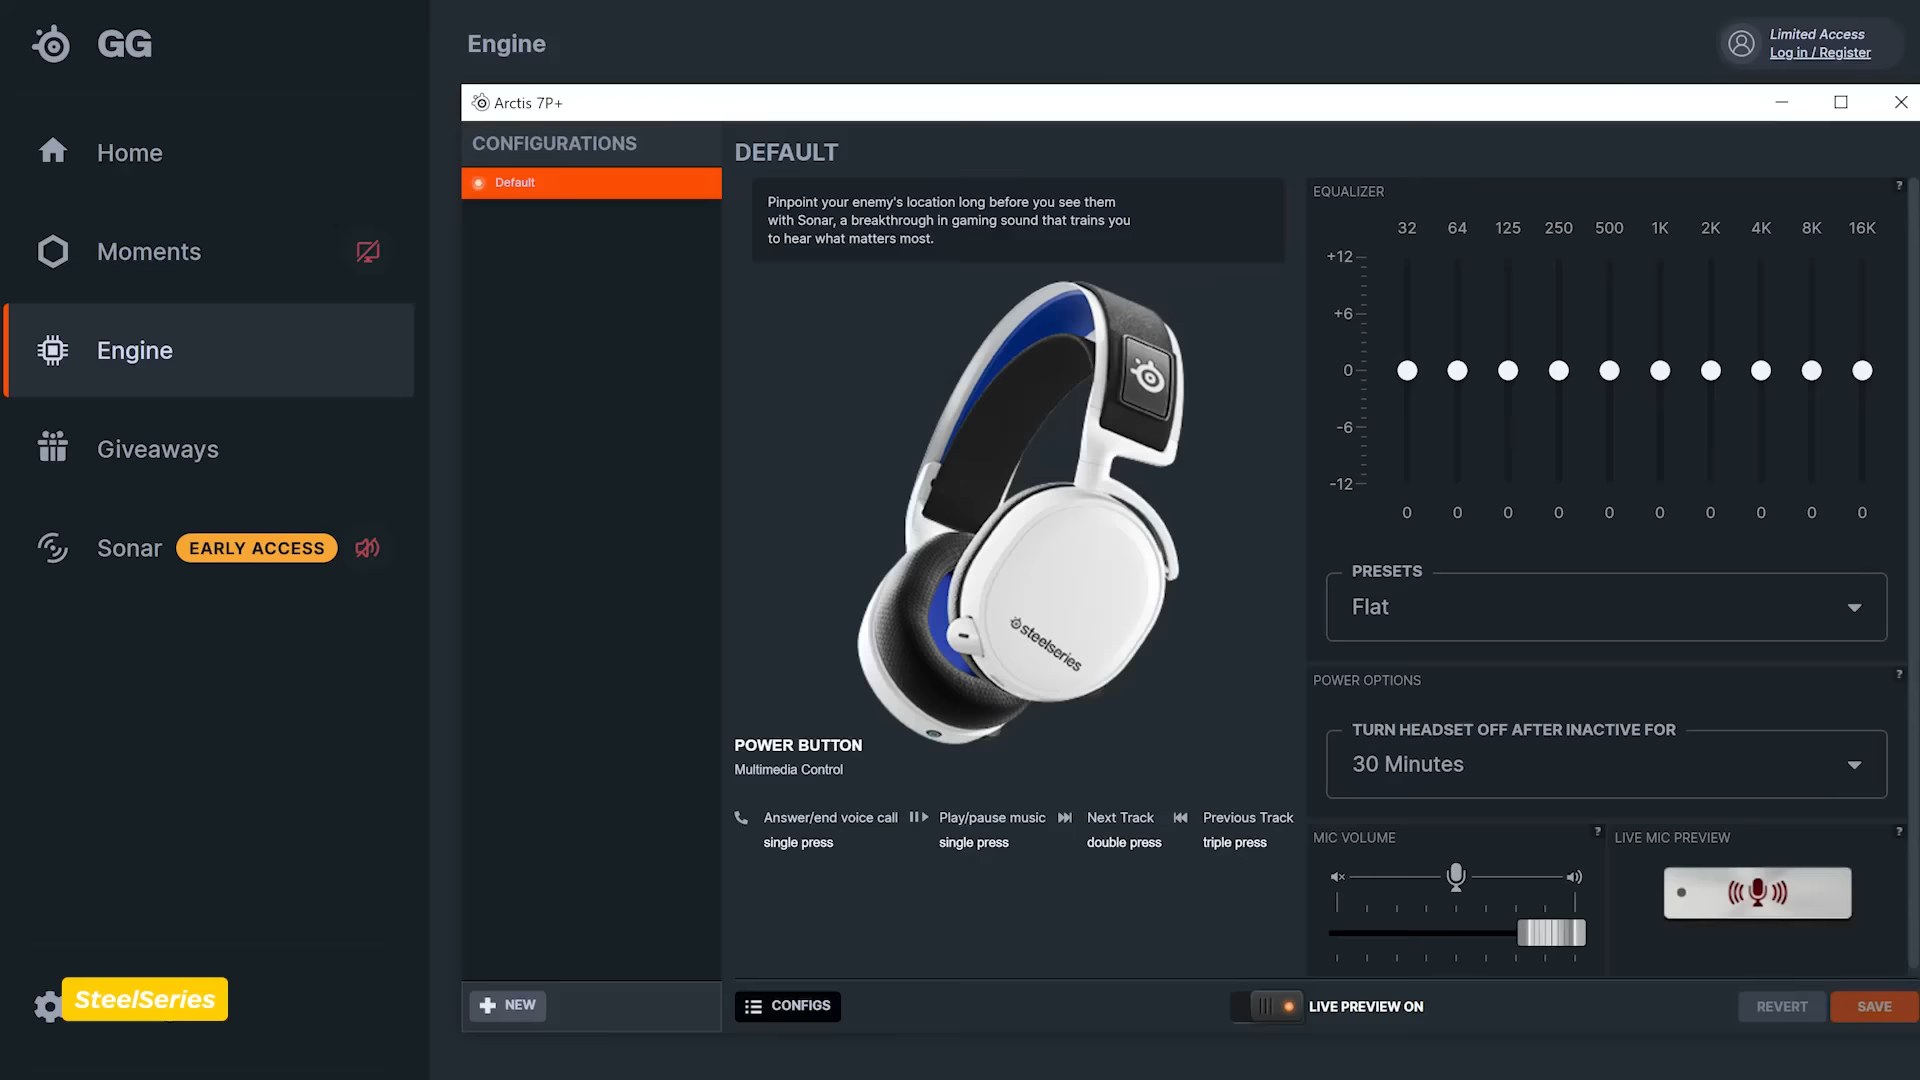 GG
Engine
Limited Access
Log in / Register
Home
Moments
Engine
Giveaways
Sonar EARLY ACCESS
SteelSeries
Arctis 7P+
CONFIGURATIONS
Default
NEW
DEFAULT
Pinpoint your enemy's location long before you see them
with Sonar, a breakthrough in gaming sound that trains you
to hear what matters most.
steelseries
POWER BUTTON
Multimedia Control
Answer/end voice call Play/pause music Next Track Previous Track
single press single press double press triple press
EQUALIZER ?
32 64 125 250 500 1K 2K 4K 8K 16K
+12
+6
0
-6
-12
0 0 0 0 0 0 0 0 0 0
PRESETS
Flat
POWER OPTIONS ?
TURN HEADSET OFF AFTER INACTIVE FOR
30 Minutes
MIC VOLUME ?
LIVE MIC PREVIEW ?
CONFIGS
LIVE PREVIEW ON
REVERT
SAVE